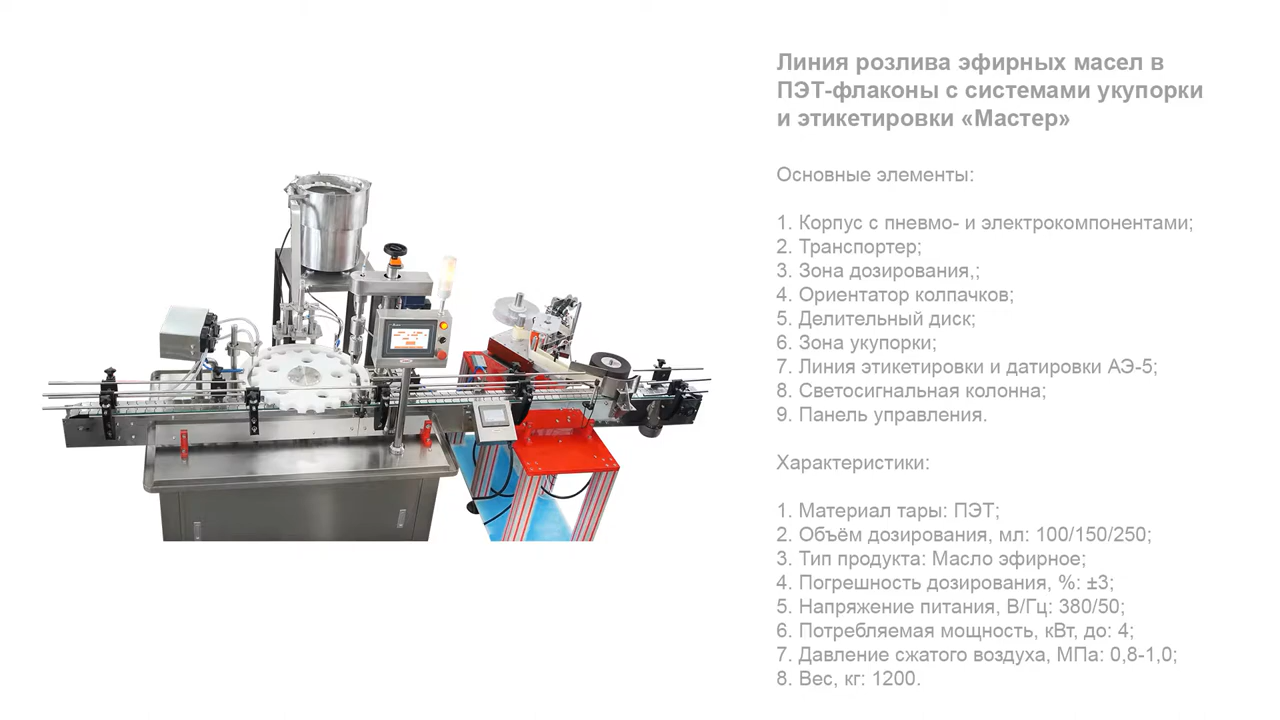 Линия розлива эфирных масел в
ПЭТ-флаконы с системами укупорки
и этикетировки «Мастер»
Основные элементы:
1. Корпус с пневмо- и электрокомпонентами;
2. Транспортер;
3. Зона дозирования,;
4. Ориентатор колпачков;
5. Делительный диск;
6. Зона укупорки;
7. Линия этикетировки и датировки АЭ-5;
8. Светосигнальная колонна;
9. Панель управления.
Характеристики:
1. Материал тары: ПЭТ;
2. Объём дозирования, мл: 100/150/250;
3. Тип продукта: Масло эфирное;
4. Погрешность дозирования, %: ±3;
5. Напряжение питания, В/Гц: 380/50;
6. Потребляемая мощность, кВт, до: 4;
7. Давление сжатого воздуха, МПа: 0,8-1,0;
8. Вес, кг: 1200.